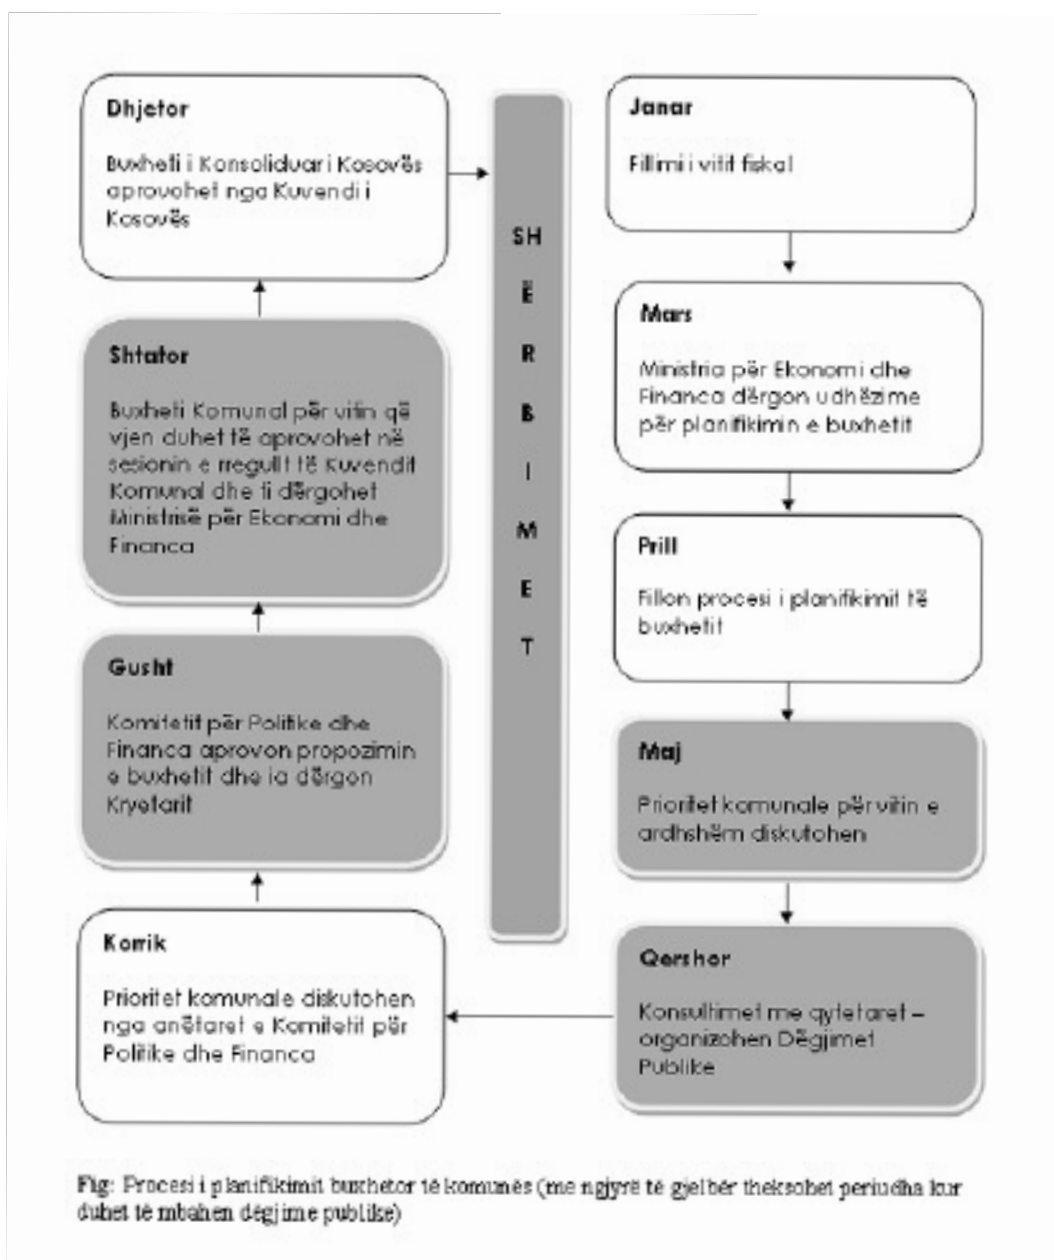 Dhjetor
Buxheti i Konsoliduar i Kosovës
aprovohet nga Kuvendi i
Kosovës
Shtator
Buxheti Komunal për vitin që
vjen duhet të aprovohet në
sesionin e rregullt të Kuvendit
Komunal dhe ti dërgohet
Ministrisë për Ekonomi dhe
Financa
Gusht
Komitetit për Politike dhe
Financa aprovon propozimin
e buxhetit dhe ia dërgon
Kryetarit
Korrik
Prioritet komunale diskutohen
nga anëtaret e Komitetit për
Politike dhe Financa
SH
Ë
R
B
I
M
E
T
Janar
Fillimi i vitit fiskal
Mars
Ministria për Ekonomi dhe
Financa dërgon udhëzime
për planifikimin e buxhetit
Prill
Fillon procesi i planifikimit të
buxhetit
Maj
Prioritet komunale për vitin e
ardhshëm diskutohen
Qershor
Konsultimet me qytetaret –
organizohen Dëgjimet
Publike
Fig: Procesi i planifikimit buxhetor të komunës (me ngjyrë të gjelbër theksohet periudha kur
duhet të mbahen dëgjime publike)